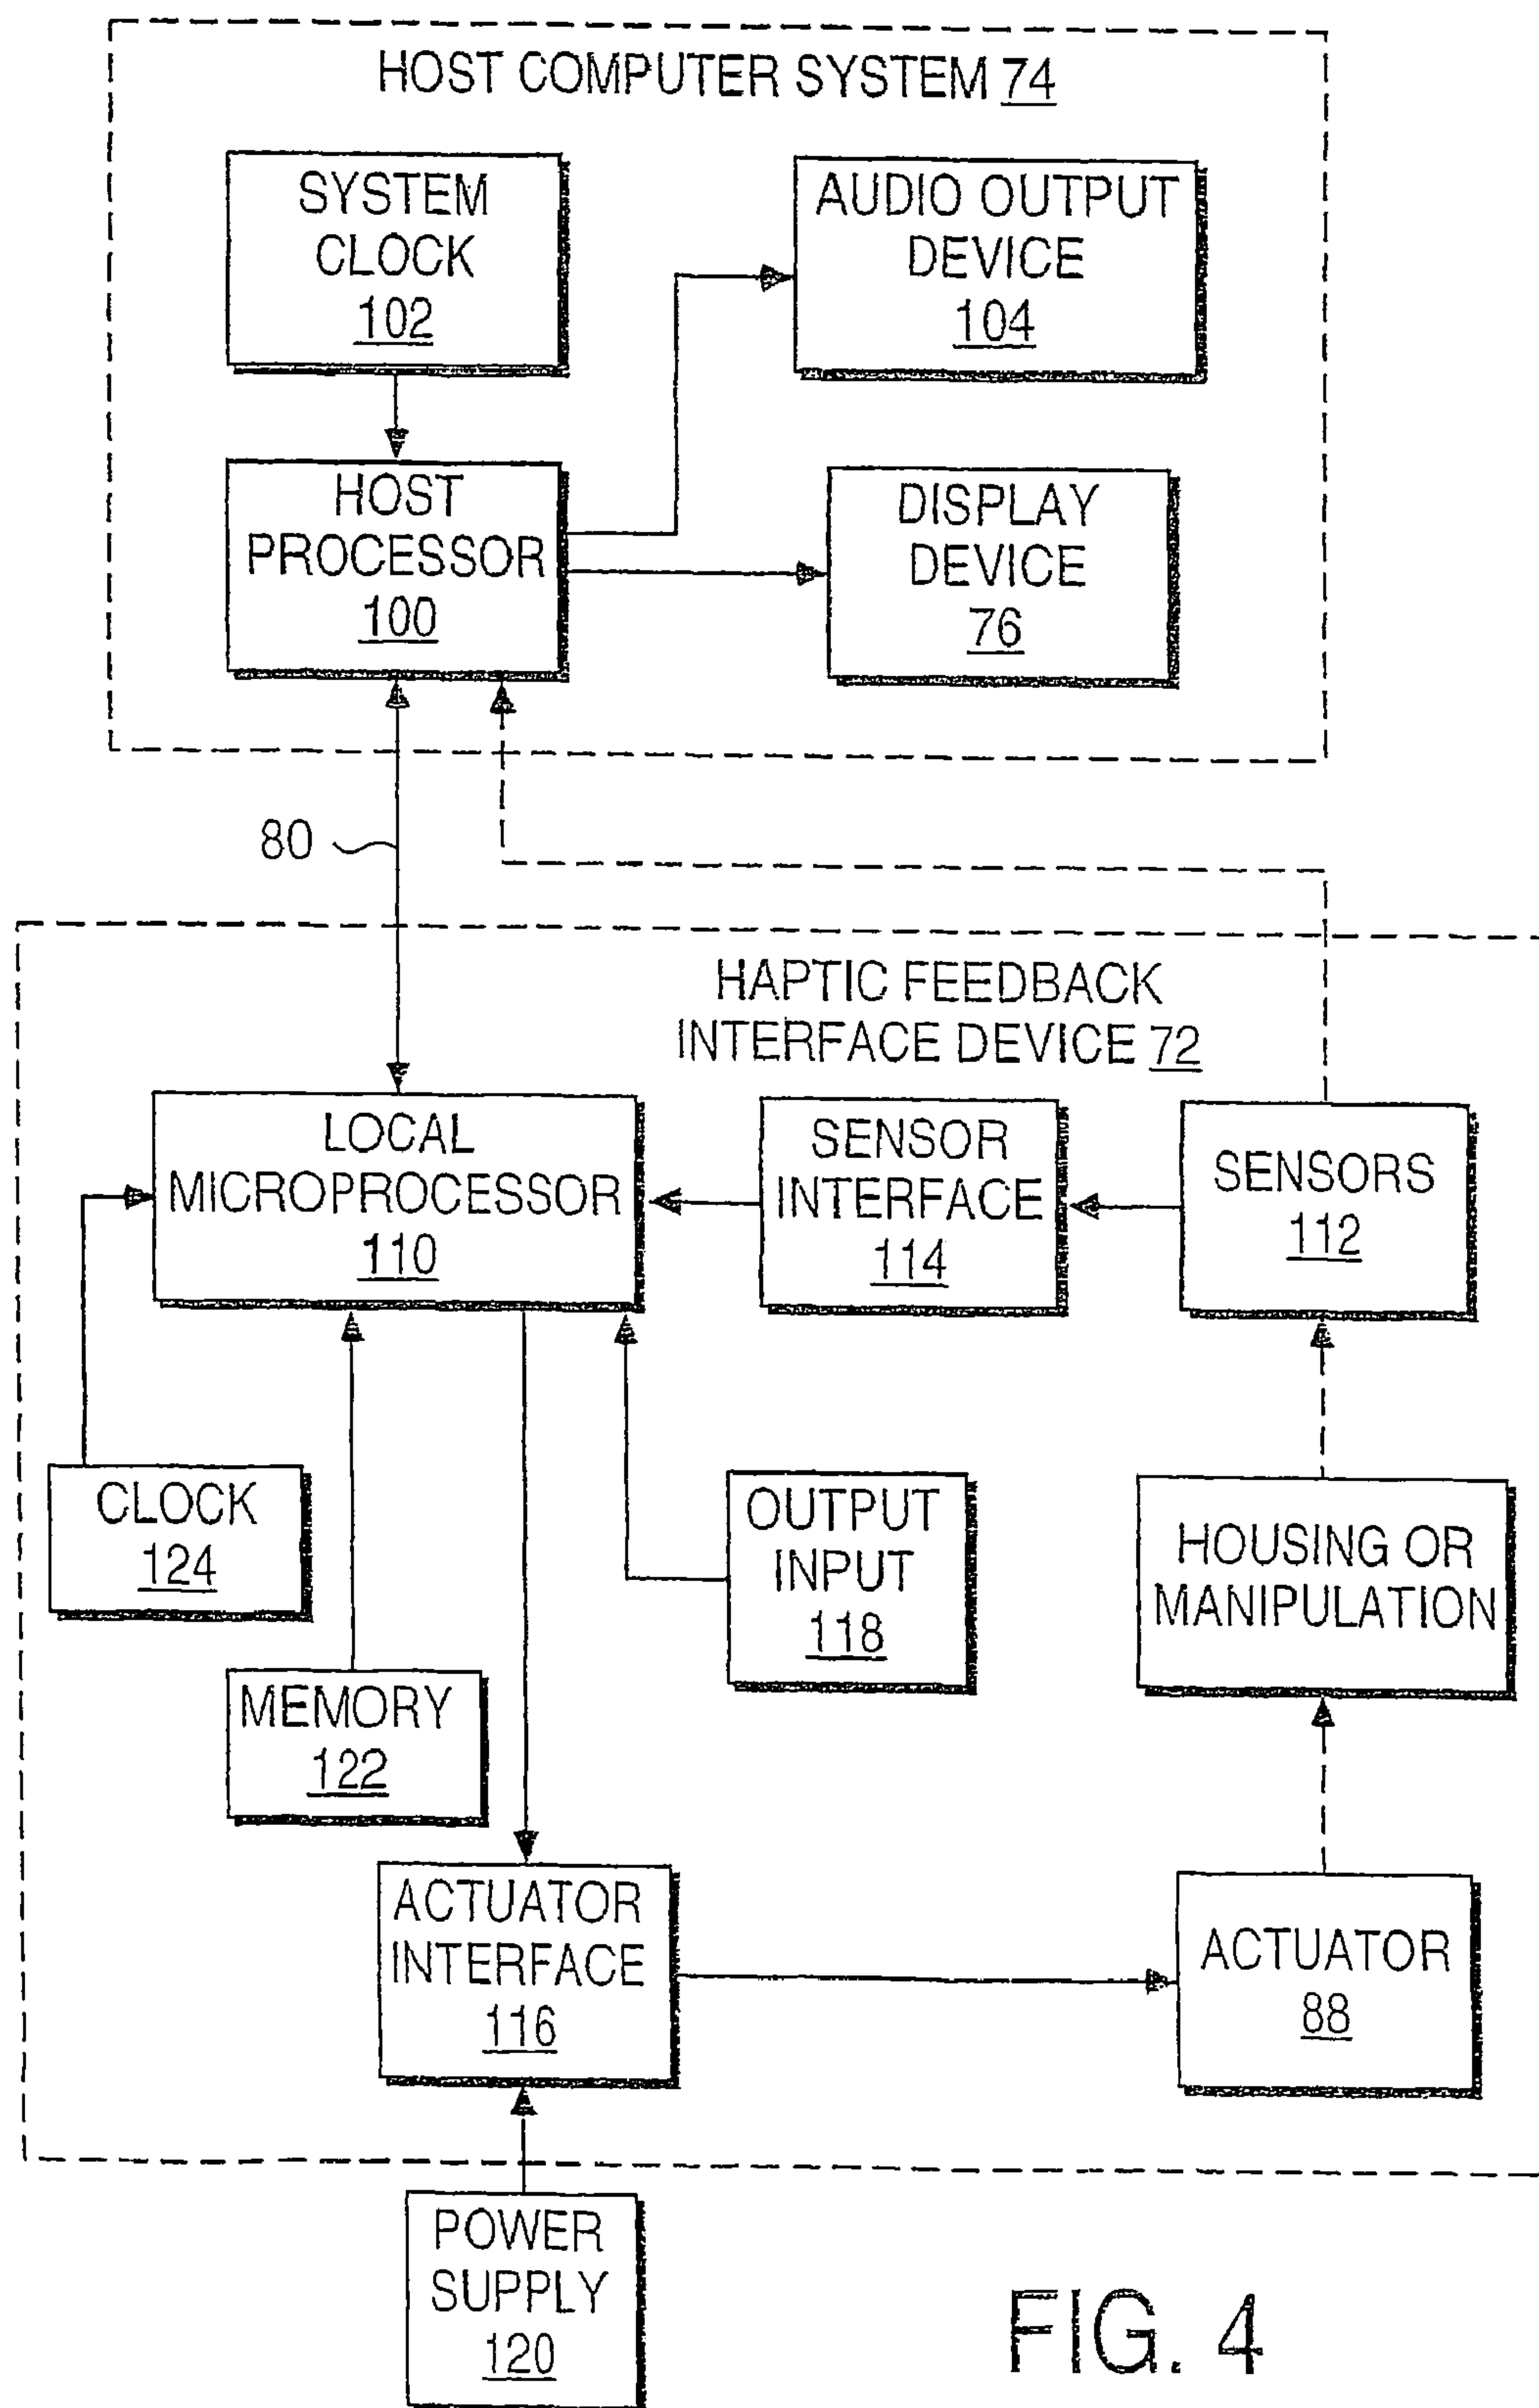 HOST COMPUTER SYSTEM 74
SYSTEM
CLOCK
102
AUDIO OUTPUT
DEVICE
104
HOST
PROCESSOR
100
DISPLAY
DEVICE
76
80
HAPTIC FEEDBACK
INTERFACE DEVICE 72
LOCAL
MICROPROCESSOR
110
SENSOR
INTERFACE
114
SENSORS
112
CLOCK
124
OUTPUT
INPUT
118
HOUSING OR
MANIPULATION
MEMORY
122
ACTUATOR
INTERFACE
116
ACTUATOR
88
POWER
SUPPLY
120
FIG. 4